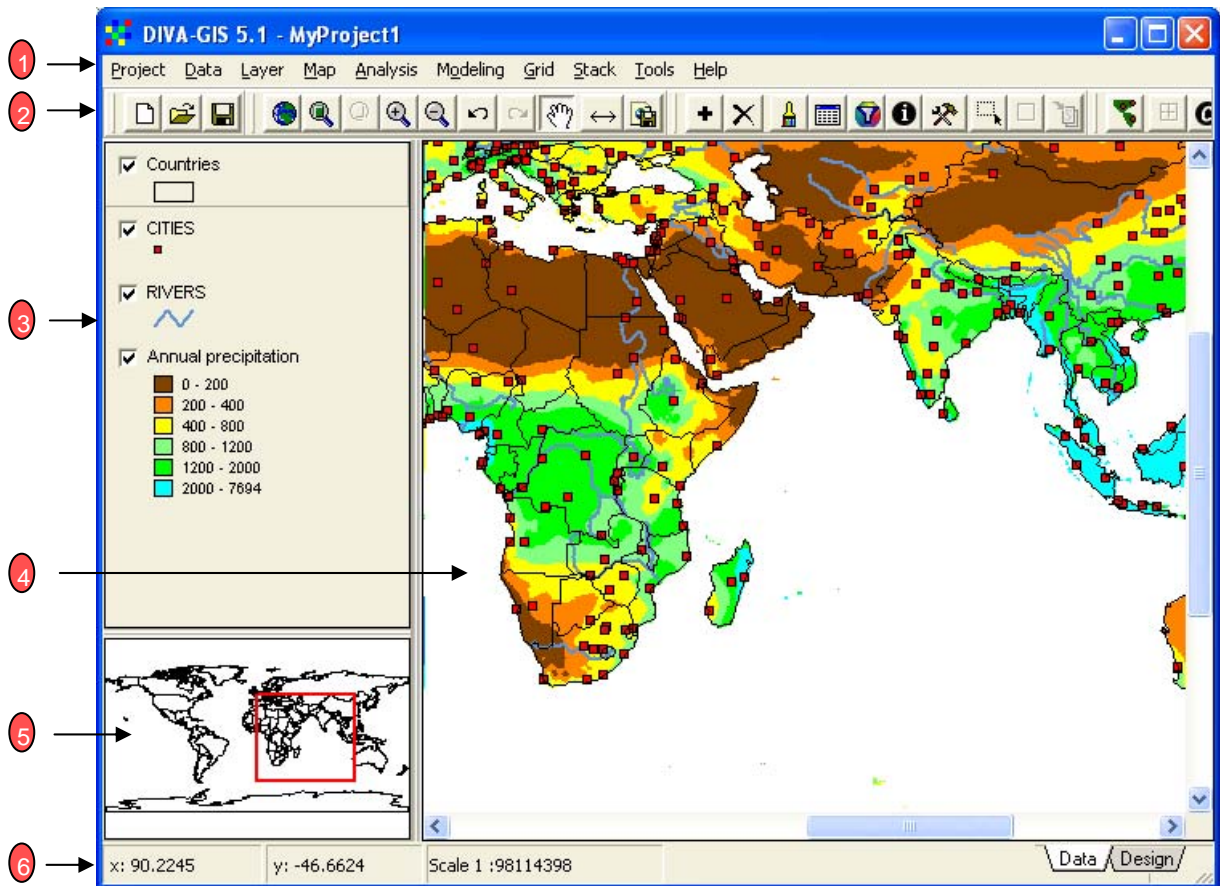 DIVA-GIS 5.1 - MyProject1
1
Project Data Layer Map Analysis Modeling Grid Stack Tools Help
2
Countries
CITIES
3
RIVERS
Annual precipitation
0 - 200
200 - 400
400 - 800
800 - 1200
1200 - 2000
2000 - 7694
4
5
6
x: 90.2245 y: -46.6624 Scale 1 :98114398 Data Design